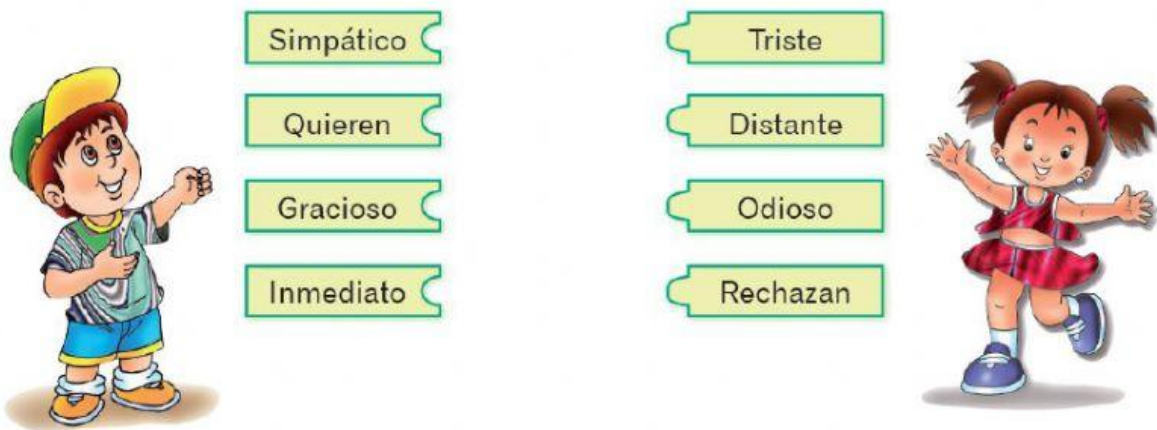 Simpático
Triste
Quieren
Distante
Gracioso
Odioso
Inmediato
Rechazan